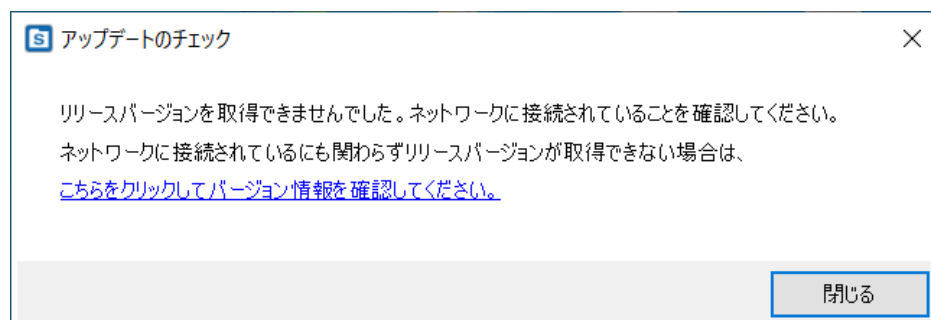 S アップデートのチェック
リリースバージョンを取得できませんでした。ネットワークに接続されていることを確認してください。
ネットワークに接続されているにも関わらずリリースバージョンが取得できない場合は、
こちらをクリックしてバージョン情報を確認してください。
閉じる